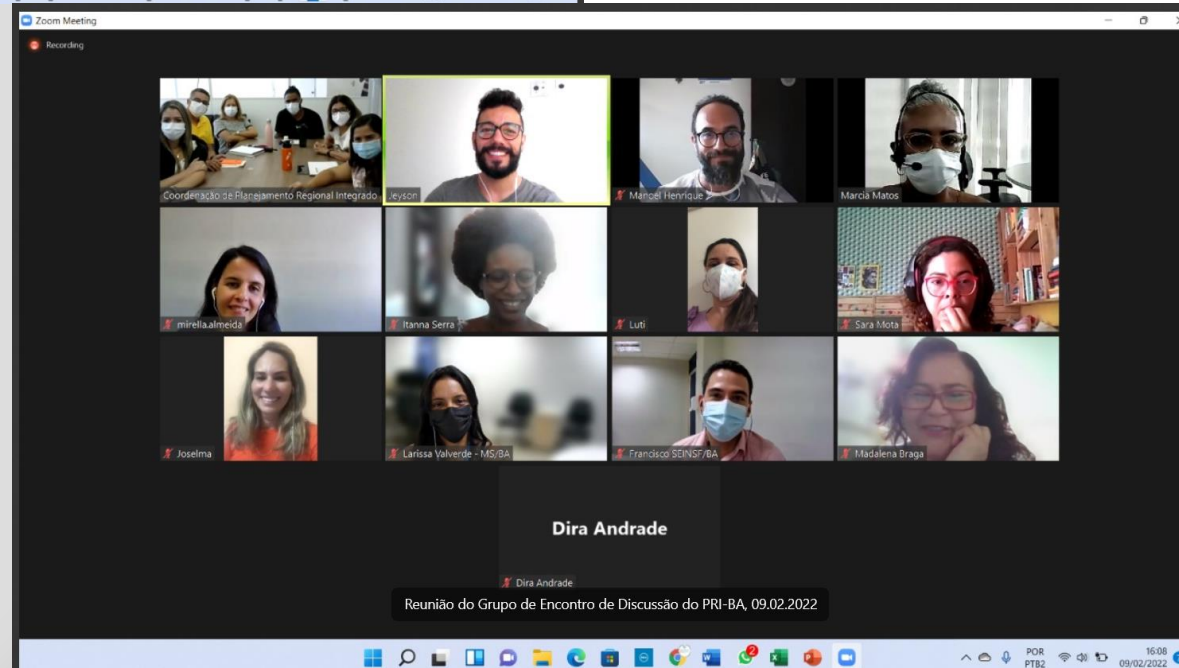 Zoom Meeting
Recording
Coordenação de Planejamento Regional Integrado
Jeyson
Manoel Henrique
Marcia Matos
mirella.almeida
Itanna Serra
Luti
Sara Mota
Joselma
Larissa Valverde - MS/BA
Francisco SEINSF/BA
Madalena Braga
Dira Andrade
Dira Andrade
Reunião do Grupo de Encontro de Discussão do PRI-BA, 09.02.2022
2
POR
PTB2
16:08
09/02/2022